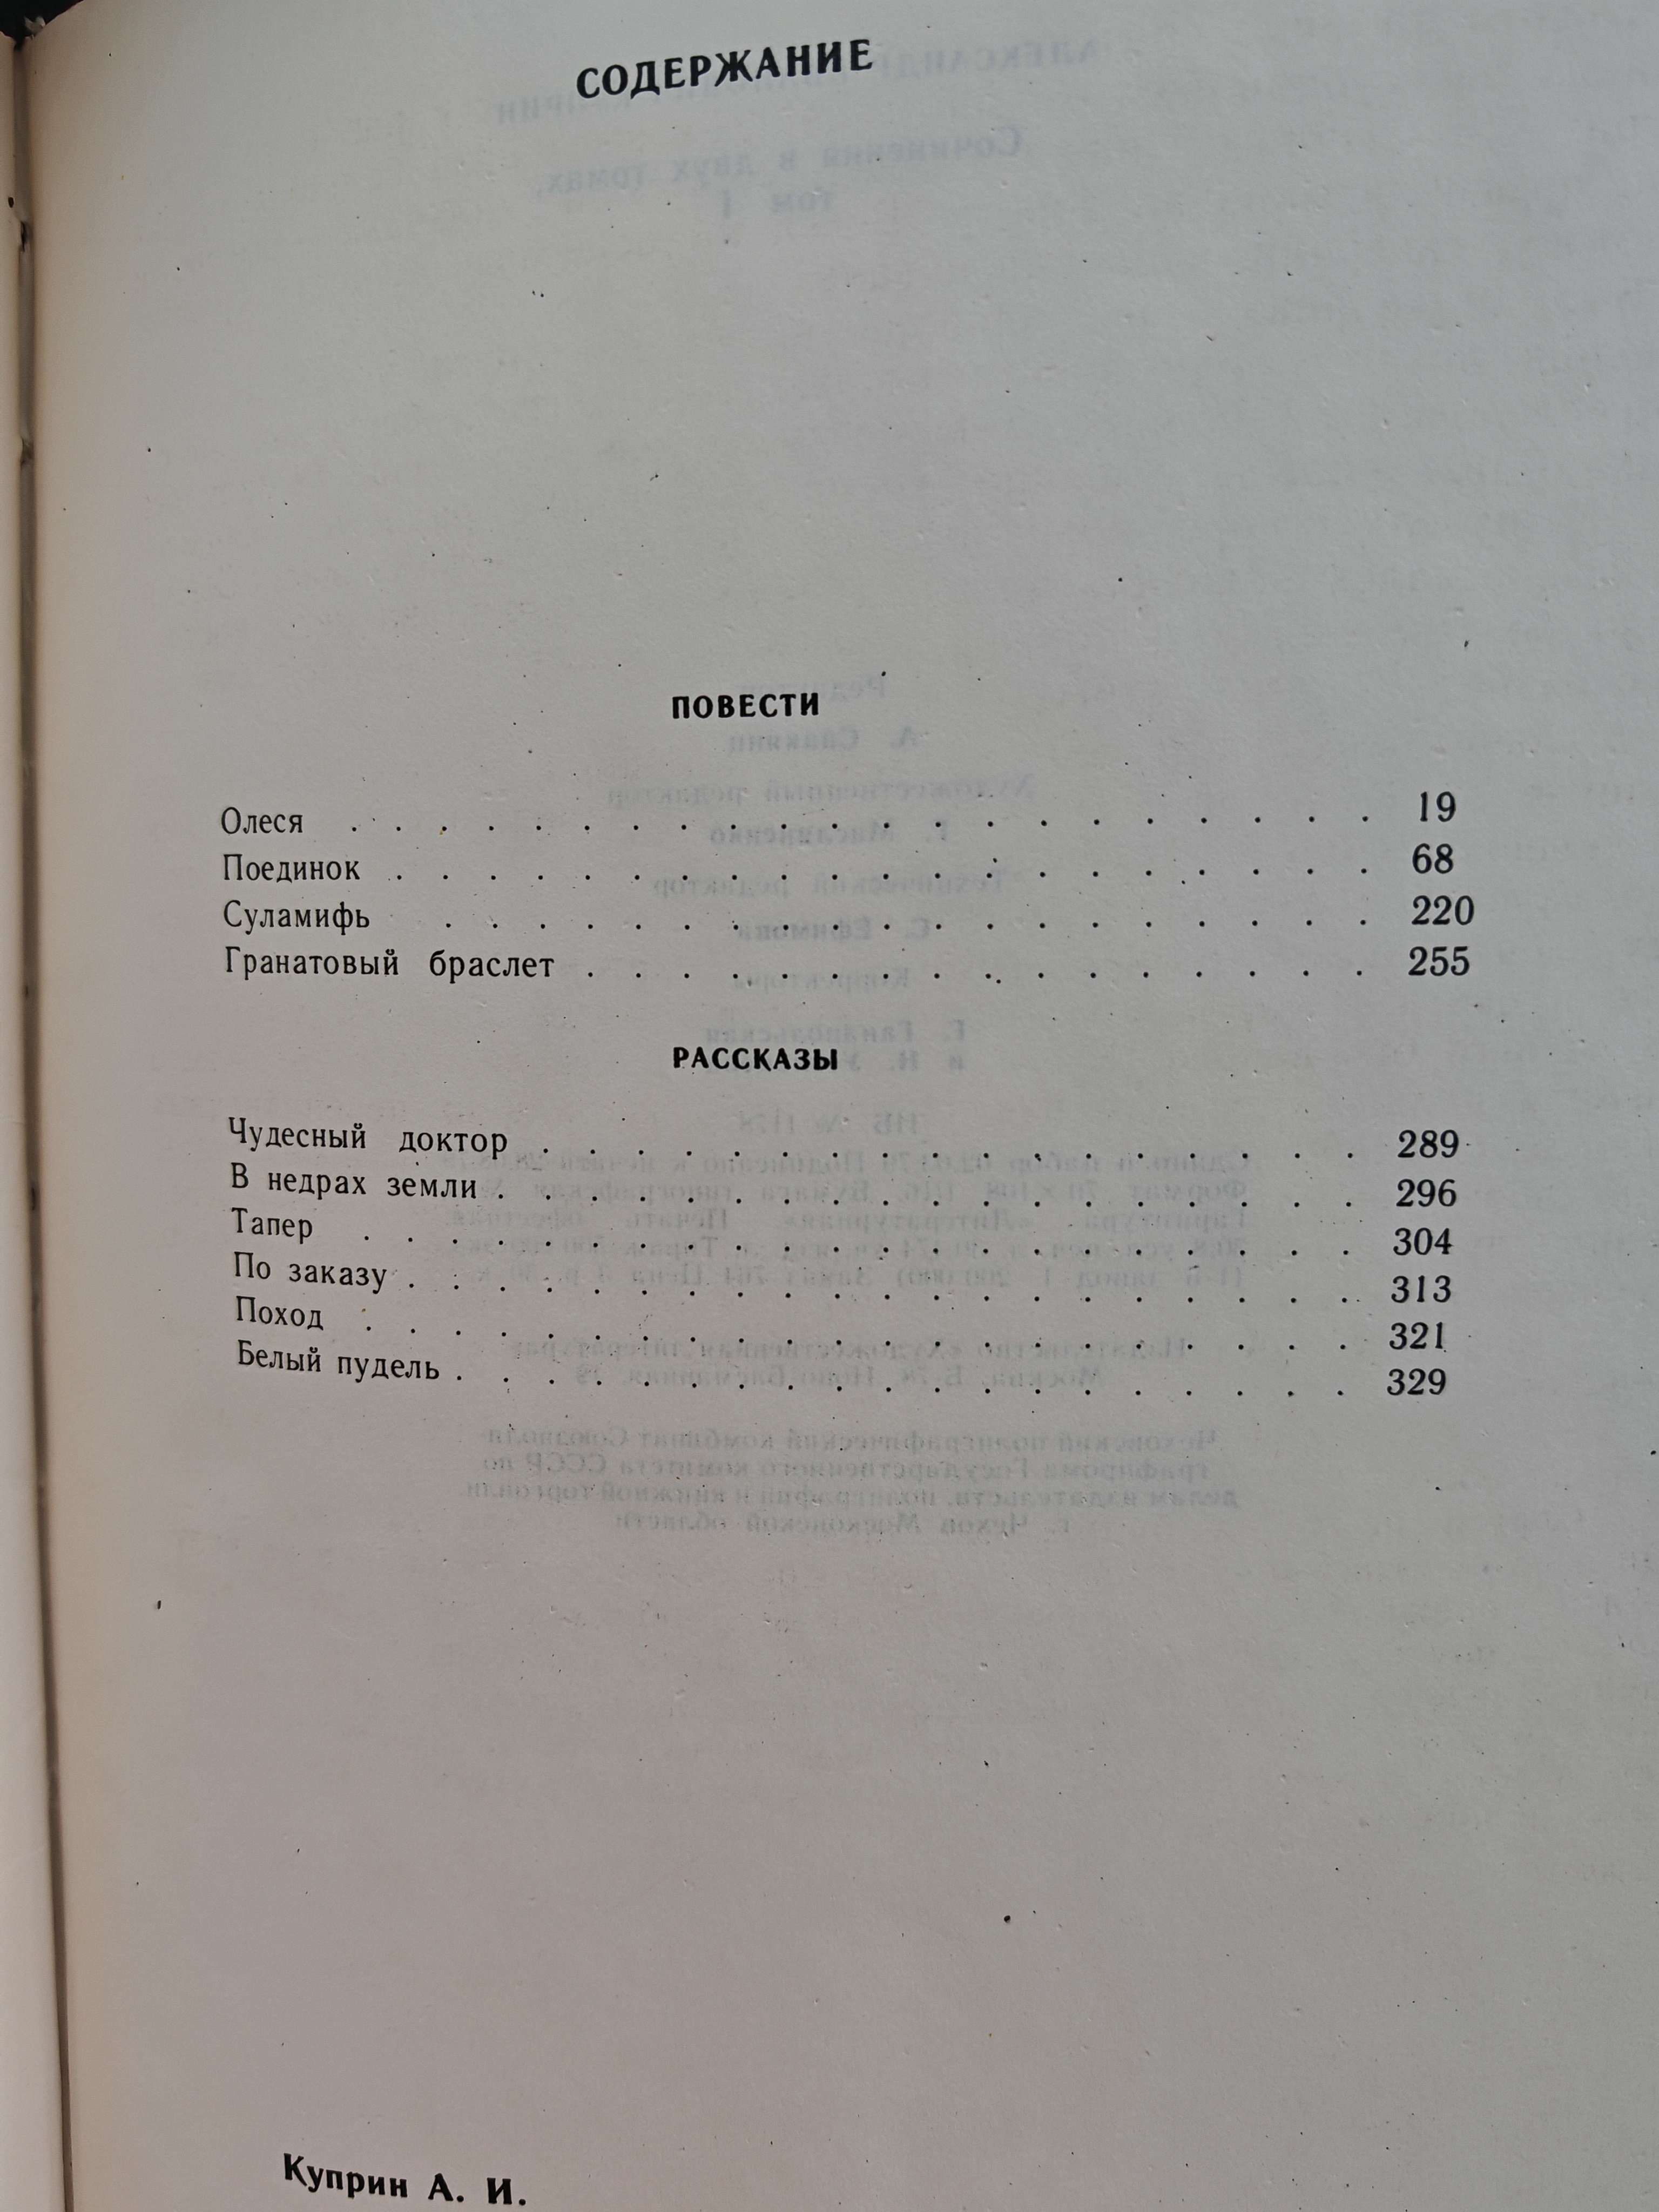 СОДЕРЖАНИЕ
ПОВЕСТИ
Олеся . . . . . . . . . . . . . . . . . . . . . 19
Поединок . . . . . . . . . . . . . . . . . . . . 68
Суламифь . . . . . . . . . . . . . . . . . . . 220
Гранатовый браслет . . . . . . . . . . . . . . . . 255
РАССКАЗЫ
Чудесный доктор . . . . . . . . . . . . . . . . . 289
В недрах земли . . . . . . . . . . . . . . . . . . 296
Тапер . . . . . . . . . . . . . . . . . . . . . 304
По заказу . . . . . . . . . . . . . . . . . . . . 313
Поход . . . . . . . . . . . . . . . . . . . . . 321
Белый пудель . . . . . . . . . . . . . . . . . . . 329
Куприн А. И.